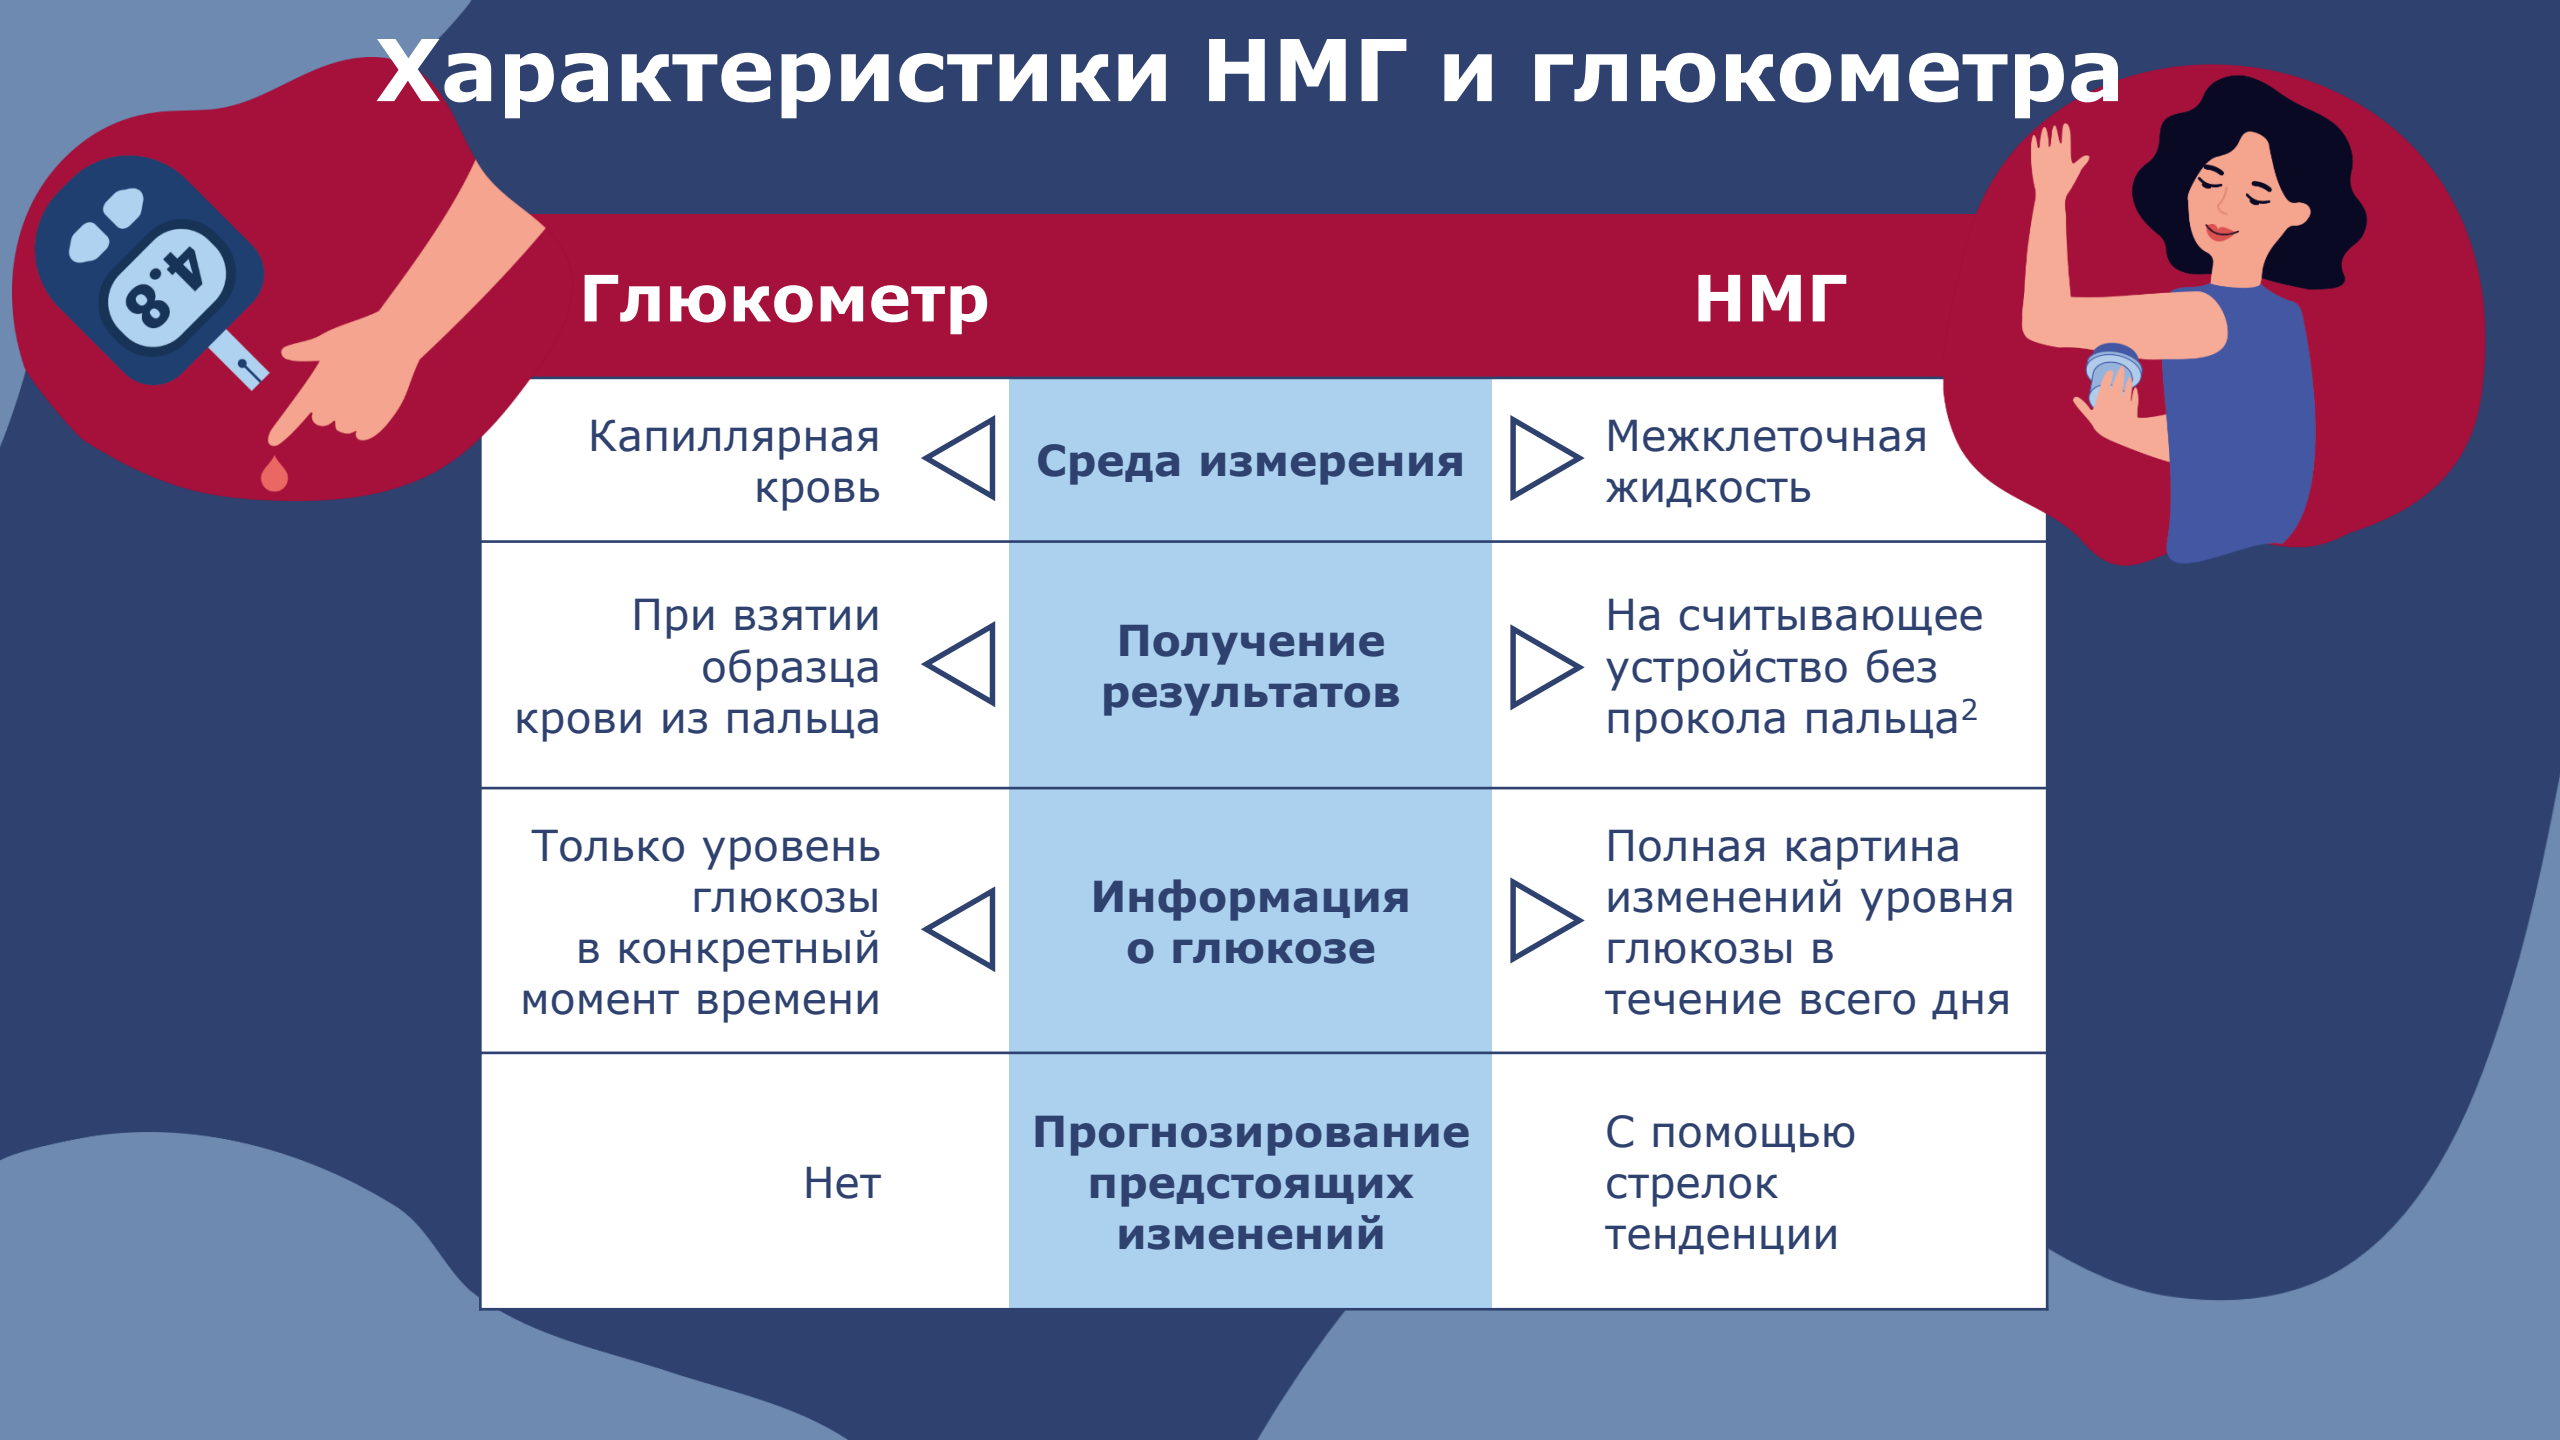 Характеристики НМГ и глюкометра
4.8
Глюкометр
НМГ
Капиллярная
кровь
Среда измерения
Межклеточная
жидкость
При взятии
образца
крови из пальца
Получение
результатов
На считывающее
устройство без
прокола пальца²
Только уровень
глюкозы
в конкретный
момент времени
Информация
о глюкозе
Полная картина
изменений уровня
глюкозы в
течение всего дня
Нет
Прогнозирование
предстоящих
изменений
С помощью
стрелок
тенденции